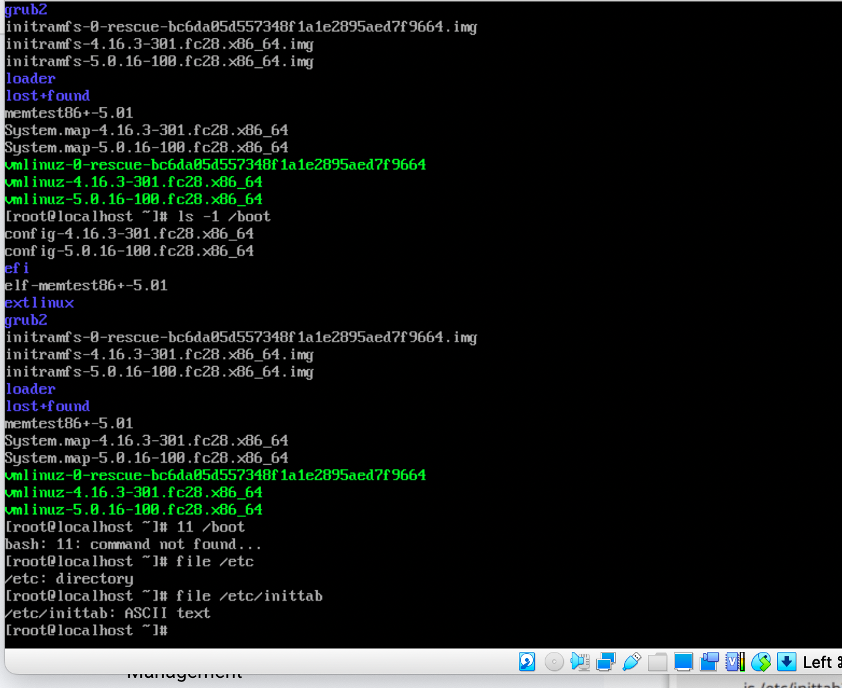 grub2
initramfs-0-rescue-bc6da05d557348f1a1e2895aed7f9664.img
initramfs-4.16.3-301.fc28.x86_64.img
initramfs-5.0.16-100.fc28.x86_64.img
loader
lost+found
memtest86+-5.01
System.map-4.16.3-301.fc28.x86_64
System.map-5.0.16-100.fc28.x86_64
vmlinuz-0-rescue-bc6da05d557348f1a1e2895aed7f9664
vmlinuz-4.16.3-301.fc28.x86_64
vmlinuz-5.0.16-100.fc28.x86_64
[root@localhost ~]# ls -1 /boot
config-4.16.3-301.fc28.x86_64
config-5.0.16-100.fc28.x86_64
efi
elf-memtest86+-5.01
extlinux
grub2
initramfs-0-rescue-bc6da05d557348f1a1e2895aed7f9664.img
initramfs-4.16.3-301.fc28.x86_64.img
initramfs-5.0.16-100.fc28.x86_64.img
loader
lost+found
memtest86+-5.01
System.map-4.16.3-301.fc28.x86_64
System.map-5.0.16-100.fc28.x86_64
vmlinuz-0-rescue-bc6da05d557348f1a1e2895aed7f9664
vmlinuz-4.16.3-301.fc28.x86_64
vmlinuz-5.0.16-100.fc28.x86_64
[root@localhost ~]# 11 /boot
bash: 11: command not found...
[root@localhost ~]# file /etc
/etc: directory
[root@localhost ~]# file /etc/inittab
/etc/inittab: ASCII text
[root@localhost ~]#
Left ⌘
Management
is /etc/inittab